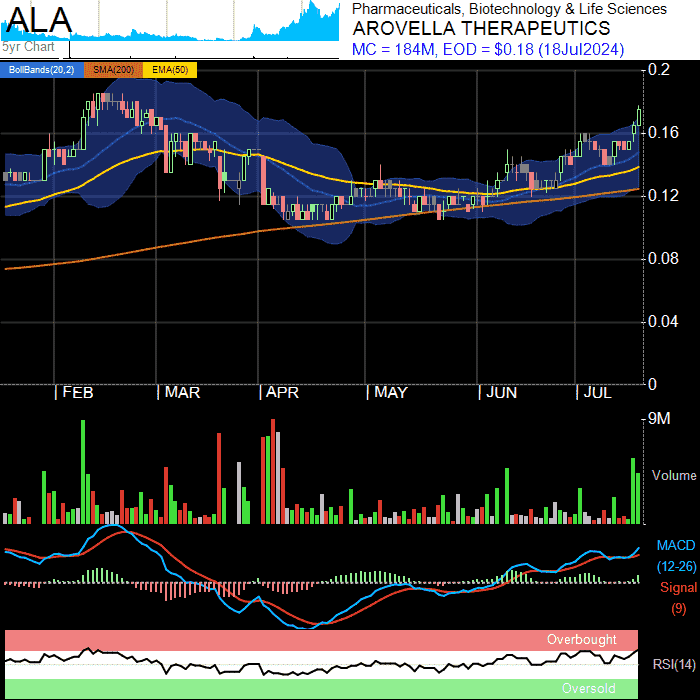 ALA
5yr Chart
Pharmaceuticals, Biotechnology & Life Sciences
AROVELLA THERAPEUTICS
MC = 184M, EOD = $0.18 (18Jul2024)
BollBands(20,2) SMA(200) EMA(50)
0.2
0.16
0.12
0.08
0.04
0
FEB MAR APR MAY JUN JUL
9M
Volume
MACD
(12-26)
Signal
(9)
Overbought
RSI(14)
Oversold